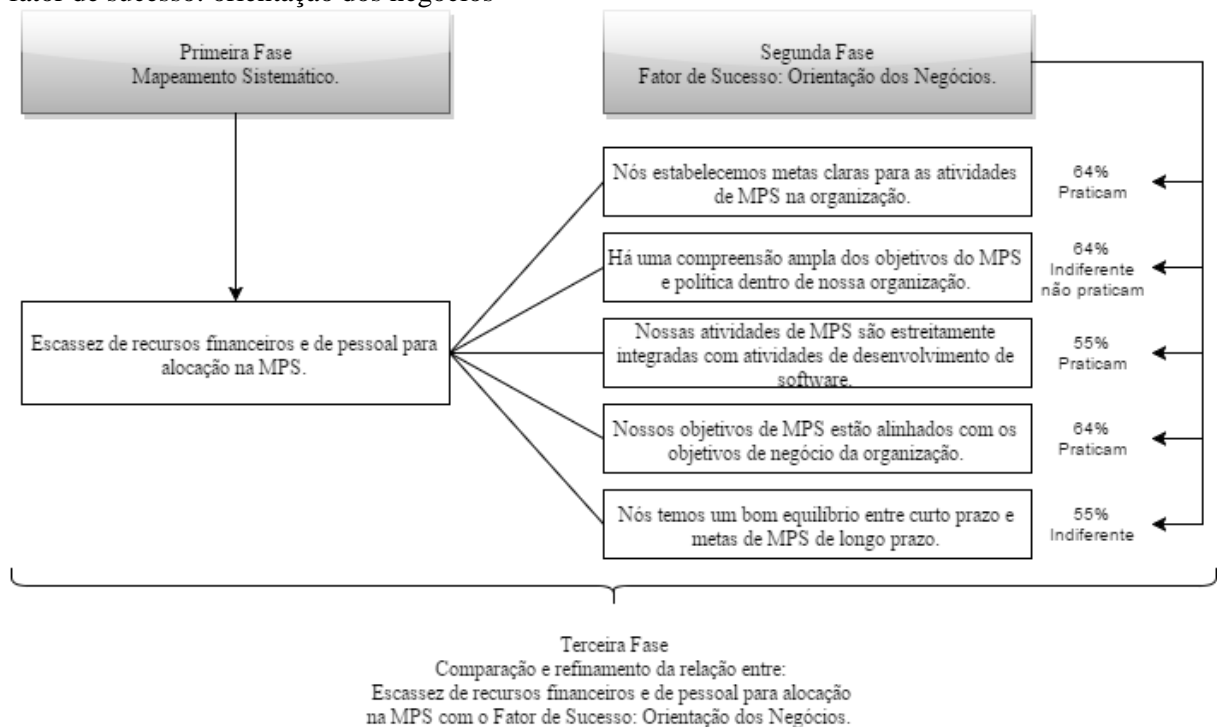 fator de sucesso: orientação dos negócios
Primeira Fase
Mapeamento Sistemático.
Segunda Fase
Fator de Sucesso: Orientação dos Negócios.
Escassez de recursos financeiros e de pessoal para
alocação na MPS.
Nós estabelecemos metas claras para as atividades
de MPS na organização.
64%
Praticam
Há uma compreensão ampla dos objetivos do MPS
e política dentro de nossa organização.
64%
Indiferente
não praticam
Nossas atividades de MPS são estreitamente
integradas com atividades de desenvolvimento de
software.
55%
Praticam
Nossos objetivos de MPS estão alinhados com os
objetivos de negócio da organização.
64%
Praticam
Nós temos um bom equilíbrio entre curto prazo e
metas de MPS de longo prazo.
55%
Indiferente
Terceira Fase
Comparação e refinamento da relação entre:
Escassez de recursos financeiros e de pessoal para alocação
na MPS com o Fator de Sucesso: Orientação dos Negócios.